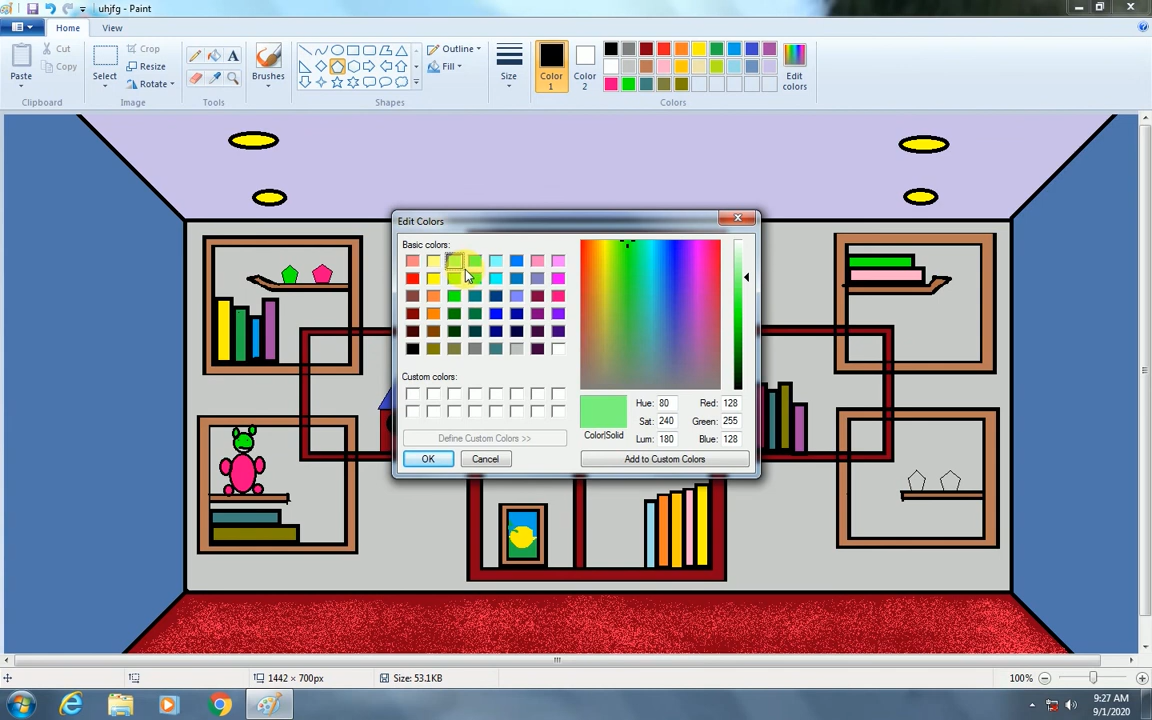 uhjfg - Paint
Home
View
Paste
Cut
Copy
Clipboard
Select
Crop
Resize
Rotate
Image
Tools
Brushes
Outline
Fill
Shapes
Size
Color 1
Color 2
Edit colors
Colors
Edit Colors
Basic colors:
Custom colors:
Define Custom Colors >>
OK
Cancel
Color|Solid
Hue: 80
Sat: 240
Lum: 180
Red: 128
Green: 255
Blue: 128
Add to Custom Colors
1442 × 700px
Size: 53.1KB
100%
9:27 AM
9/1/2020